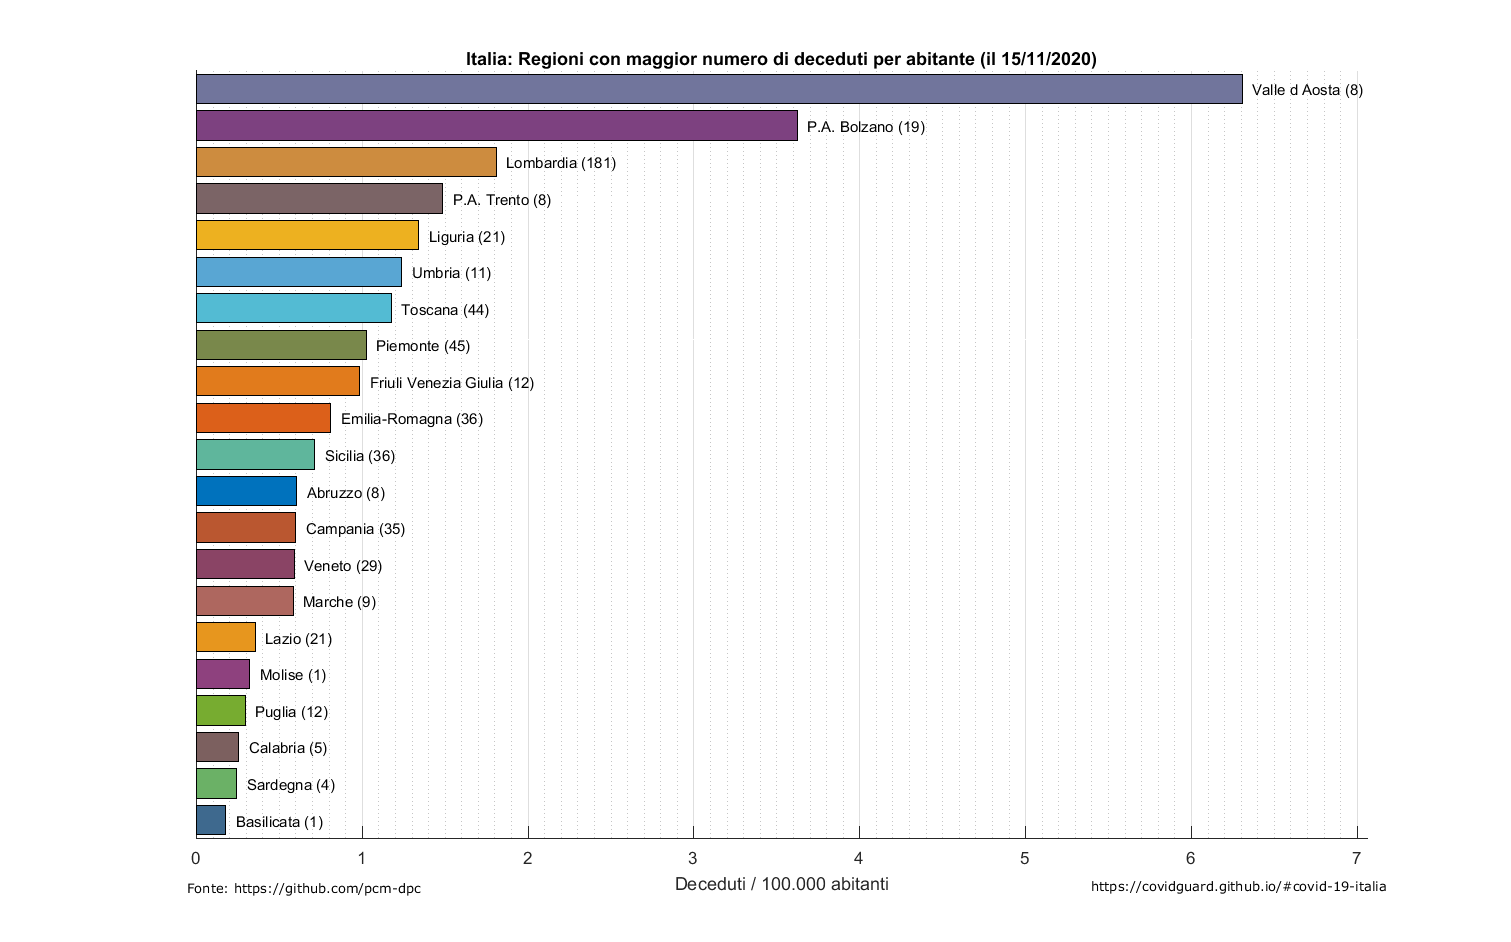 Italia: Regioni con maggior numero di deceduti per abitante (il 15/11/2020)
Valle d Aosta (8)
P.A. Bolzano (19)
Lombardia (181)
P.A. Trento (8)
Liguria (21)
Umbria (11)
Toscana (44)
Piemonte (45)
Friuli Venezia Giulia (12)
Emilia-Romagna (36)
Sicilia (36)
Abruzzo (8)
Campania (35)
Veneto (29)
Marche (9)
Lazio (21)
Molise (1)
Puglia (12)
Calabria (5)
Sardegna (4)
Basilicata (1)
0 1 2 3 4 5 6 7
Deceduti / 100.000 abitanti
Fonte: https://github.com/pcm-dpc
https://covidguard.github.io/#covid-19-italia